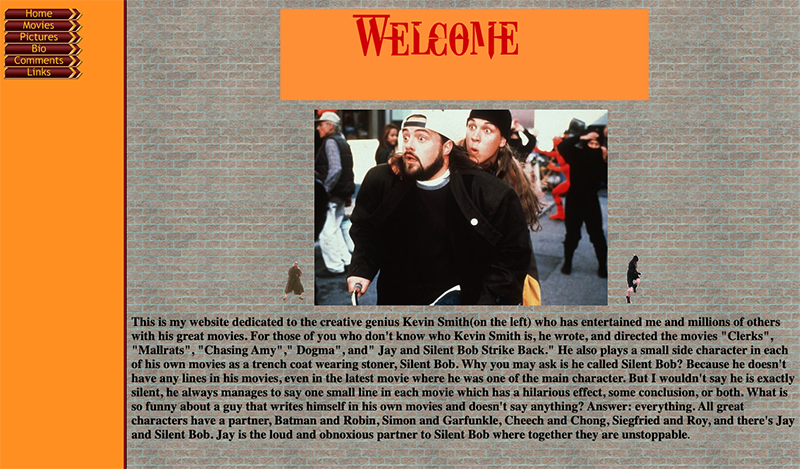 Home
Movies
Pictures
Bio
Comments
Links
Welcome
This is my website dedicated to the creative genius Kevin Smith(on the left) who has entertained me and millions of others
with his great movies. For those of you who don't know who Kevin Smith is, he wrote, and directed the movies "Clerks",
"Mallrats", "Chasing Amy"," Dogma", and" Jay and Silent Bob Strike Back." He also plays a small side character in each
of his own movies as a trench coat wearing stoner, Silent Bob. Why you may ask is he called Silent Bob? Because he doesn't
have any lines in his movies, even in the latest movie where he was one of the main character. But I wouldn't say he is exactly
silent, he always manages to say one small line in each movie which has a hilarious effect, some conclusion, or both. What is
so funny about a guy that writes himself in his own movies and doesn't say anything? Answer: everything. All great
characters have a partner, Batman and Robin, Simon and Garfunkle, Cheech and Chong, Siegfried and Roy, and there's Jay
and Silent Bob. Jay is the loud and obnoxious partner to Silent Bob where together they are unstoppable.